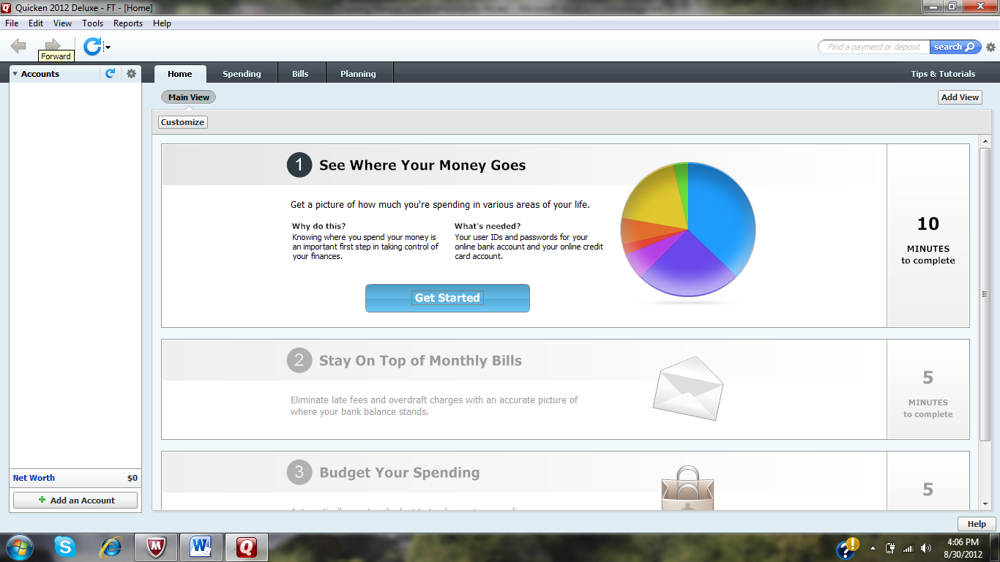 Quicken 2012 Deluxe - FT - [Home]
File Edit View Tools Reports Help
Forward
Find a payment or deposit search
Accounts
Home Spending Bills Planning Tips & Tutorials
Main View Add View
Customize
1 See Where Your Money Goes
Get a picture of how much you're spending in various areas of your life.
Why do this?
Knowing where you spend your money is
an important first step in taking control of
your finances.
What's needed?
Your user IDs and passwords for your
online bank account and your online credit
card account.
Get Started
10
MINUTES
to complete
2 Stay On Top of Monthly Bills
Eliminate late fees and overdraft charges with an accurate picture of
where your bank balance stands.
5
MINUTES
to complete
3 Budget Your Spending
5
Net Worth $0
Add an Account
Help
4:06 PM
8/30/2012